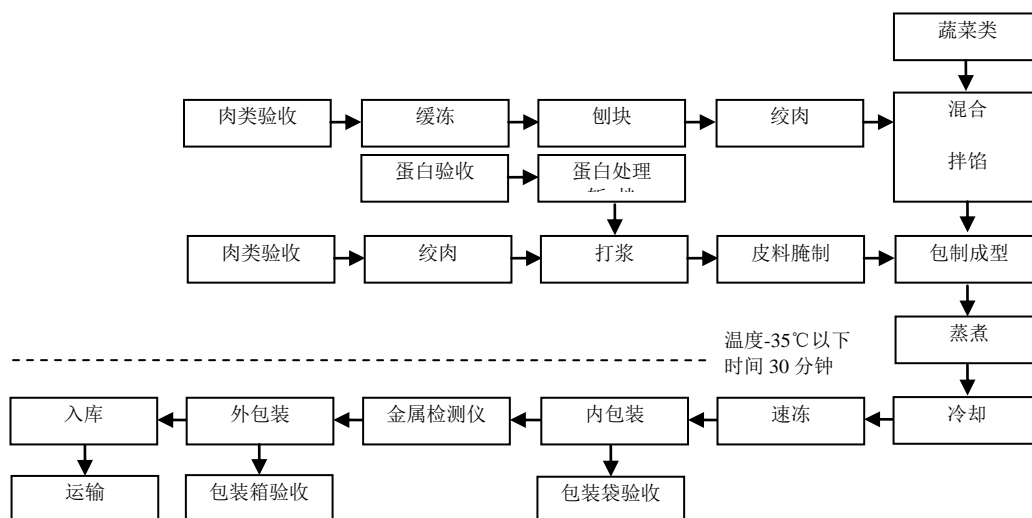 蔬菜类
肉类验收
缓冻
刨块
绞肉
混合
拌馅
蛋白验收
蛋白处理
肉类验收
绞肉
打浆
皮料腌制
包制成型
蒸煮
温度-35℃以下
时间 30 分钟
入库
外包装
金属检测仪
内包装
速冻
冷却
运输
包装箱验收
包装袋验收